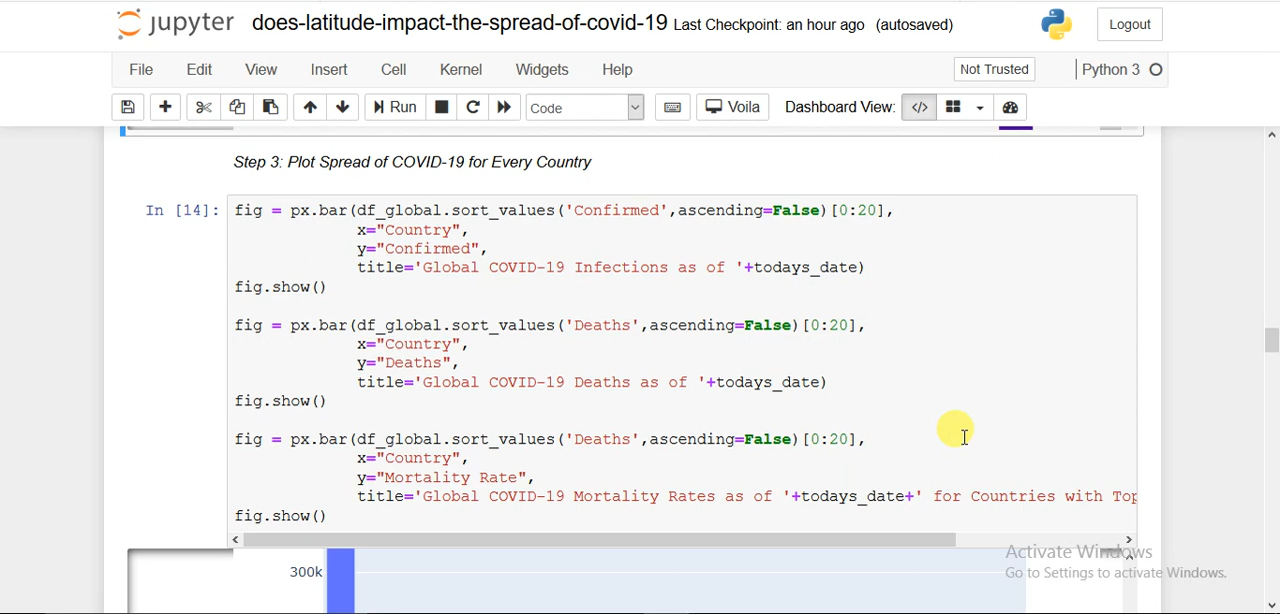 jupyter does-latitude-impact-the-spread-of-covid-19 Last Checkpoint: an hour ago (autosaved) Logout
File Edit View Insert Cell Kernel Widgets Help Not Trusted Python 3
Run Code Voila Dashboard View:
Step 3: Plot Spread of COVID-19 for Every Country
In [14]: fig = px.bar(df_global.sort_values('Confirmed',ascending=False)[0:20],
x="Country",
y="Confirmed",
title='Global COVID-19 Infections as of '+todays_date)
fig.show()
fig = px.bar(df_global.sort_values('Deaths',ascending=False)[0:20],
x="Country",
y="Deaths",
title='Global COVID-19 Deaths as of '+todays_date)
fig.show()
fig = px.bar(df_global.sort_values('Deaths',ascending=False)[0:20],
x="Country",
y="Mortality Rate",
title='Global COVID-19 Mortality Rates as of '+todays_date+' for Countries with Top
fig.show()
Activate Windows
300k
Go to Settings to activate Windows.